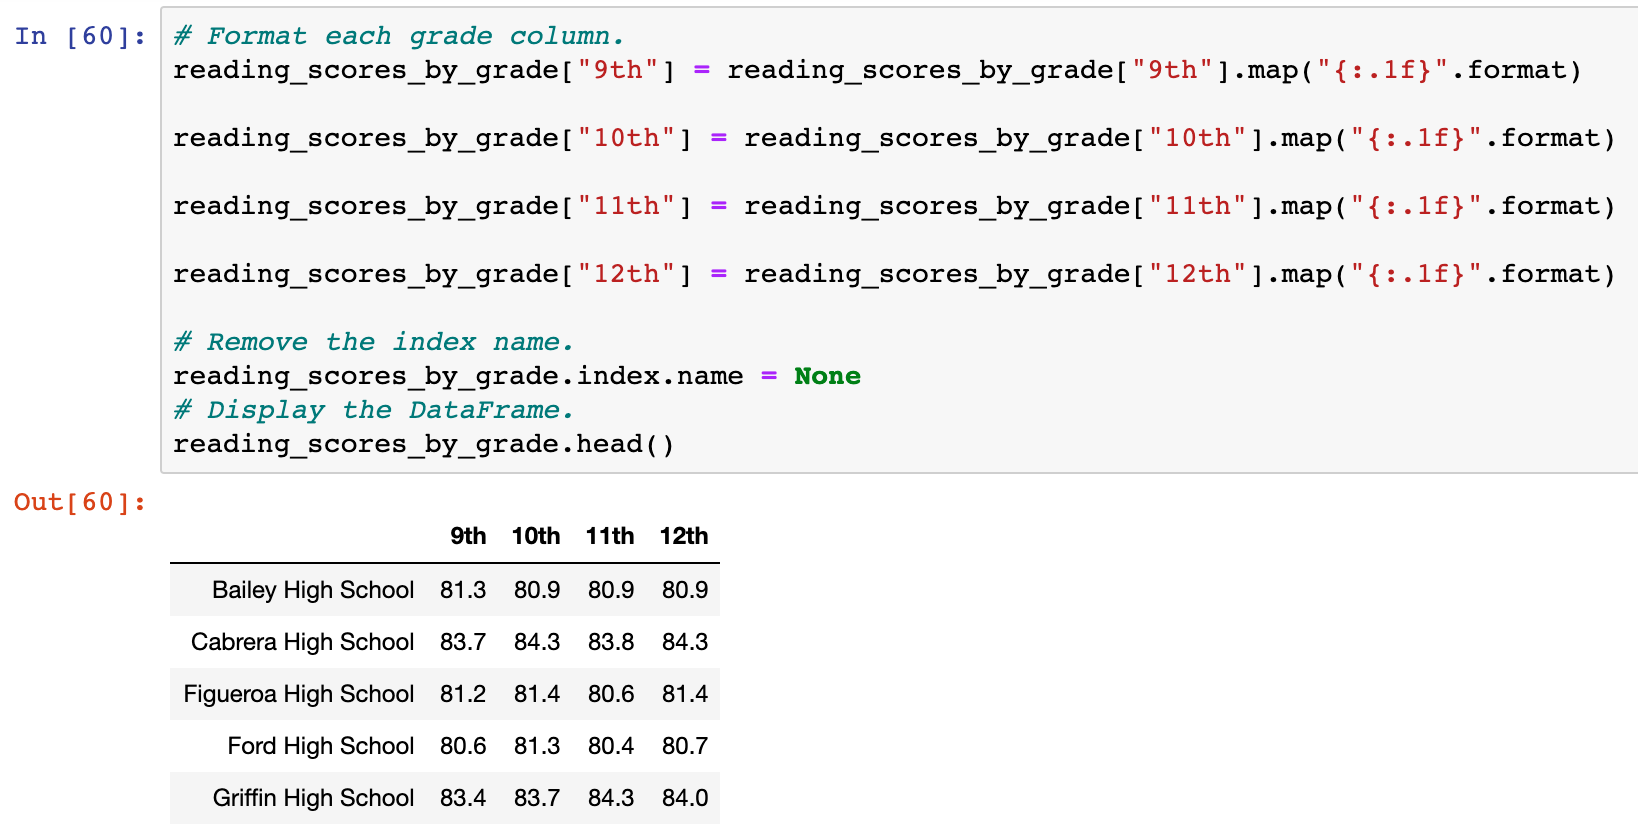 In [60]: # Format each grade column.
reading_scores_by_grade["9th"] = reading_scores_by_grade["9th"].map("{:.1f}".format)
reading_scores_by_grade["10th"] = reading_scores_by_grade["10th"].map("{:.1f}".format)
reading_scores_by_grade["11th"] = reading_scores_by_grade["11th"].map("{:.1f}".format)
reading_scores_by_grade["12th"] = reading_scores_by_grade["12th"].map("{:.1f}".format)
# Remove the index name.
reading_scores_by_grade.index.name = None
# Display the DataFrame.
reading_scores_by_grade.head()
Out[60]:
9th 10th 11th 12th
Bailey High School 81.3 80.9 80.9 80.9
Cabrera High School 83.7 84.3 83.8 84.3
Figueroa High School 81.2 81.4 80.6 81.4
Ford High School 80.6 81.3 80.4 80.7
Griffin High School 83.4 83.7 84.3 84.0